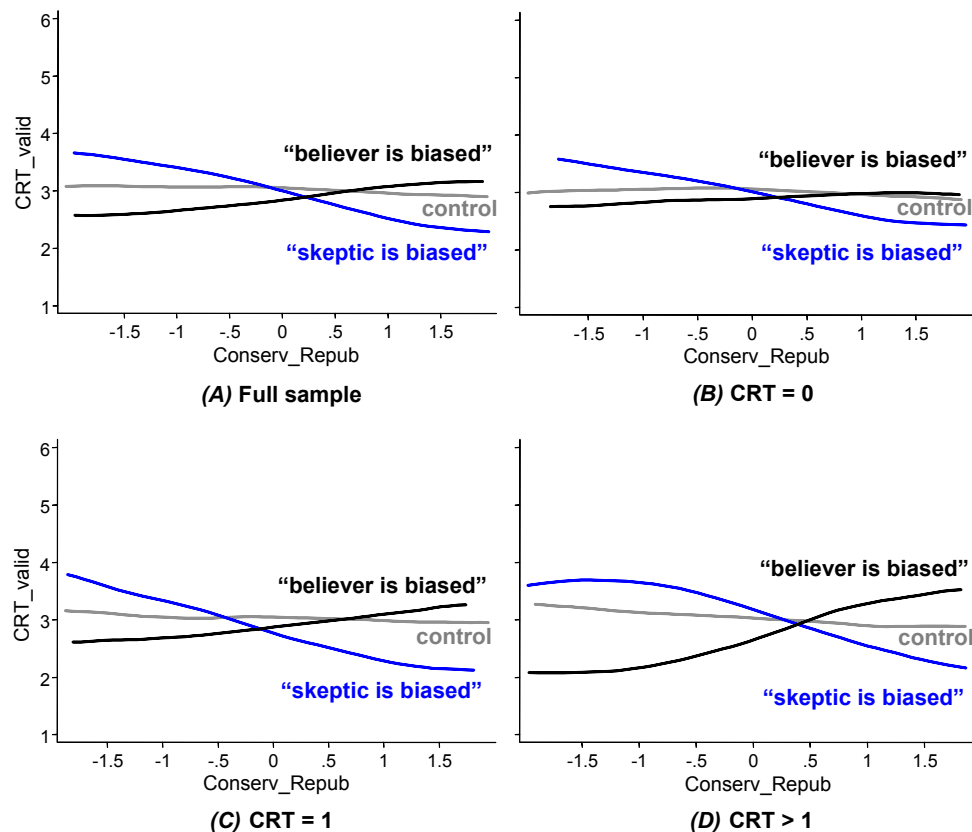 6
5
4
3
2
1
CRT_valid
“believer is biased”
control
“skeptic is biased”
-1.5 -1 -.5 0 .5 1 1.5
Conserv_Repub
(A) Full sample
“believer is biased”
control
“skeptic is biased”
-1.5 -1 -.5 0 .5 1 1.5
Conserv_Repub
(B) CRT = 0
6
5
4
3
2
1
CRT_valid
“believer is biased”
control
“skeptic is biased”
-1.5 -1 -.5 0 .5 1 1.5
Conserv_Repub
(C) CRT = 1
“believer is biased”
control
“skeptic is biased”
-1.5 -1 -.5 0 .5 1 1.5
Conserv_Repub
(D) CRT > 1